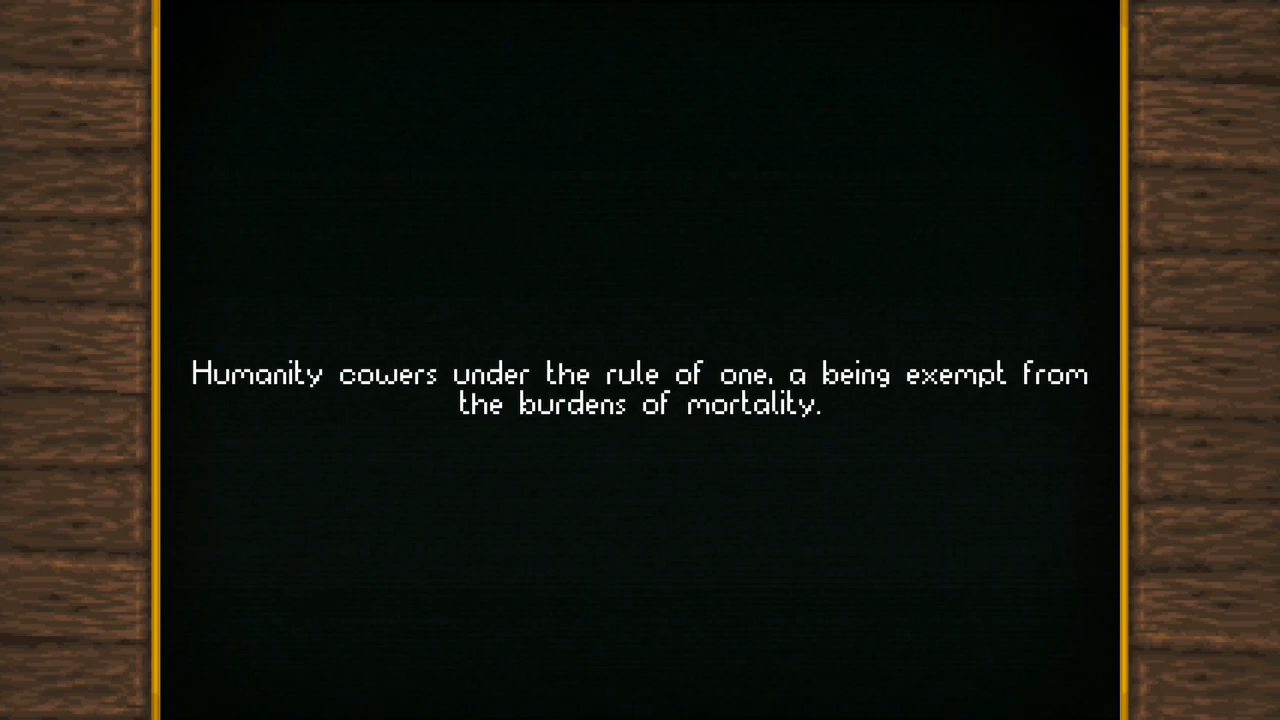 Humanity cowers under the rule of one, a being exempt from
the burdens of mortality.